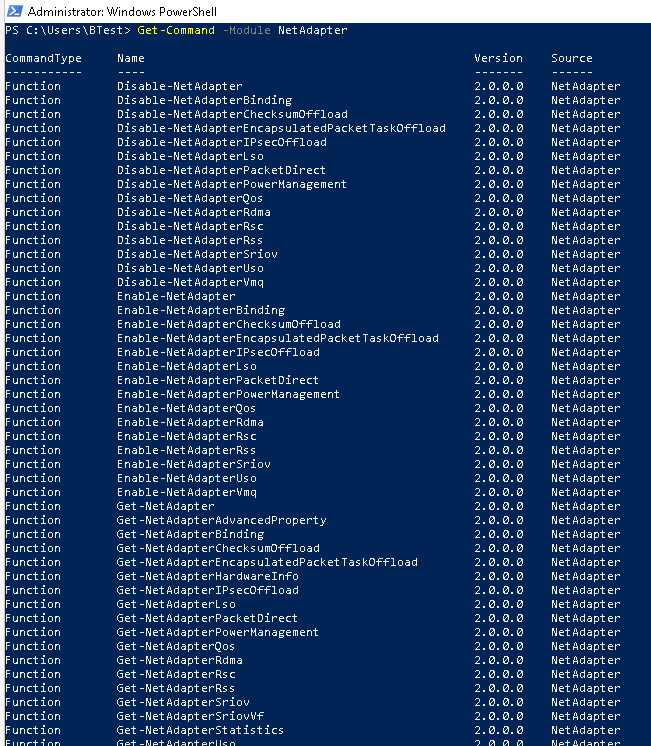 Administrator: Windows PowerShell
PS C:\Users\BTest> Get-Command -Module NetAdapter
CommandType Name Version Source
----------- ---- ------- ------
Function Disable-NetAdapter 2.0.0.0 NetAdapter
Function Disable-NetAdapterBinding 2.0.0.0 NetAdapter
Function Disable-NetAdapterChecksumOffload 2.0.0.0 NetAdapter
Function Disable-NetAdapterEncapsulatedPacketTaskOffload 2.0.0.0 NetAdapter
Function Disable-NetAdapterIPsecOffload 2.0.0.0 NetAdapter
Function Disable-NetAdapterLso 2.0.0.0 NetAdapter
Function Disable-NetAdapterPacketDirect 2.0.0.0 NetAdapter
Function Disable-NetAdapterPowerManagement 2.0.0.0 NetAdapter
Function Disable-NetAdapterQos 2.0.0.0 NetAdapter
Function Disable-NetAdapterRdma 2.0.0.0 NetAdapter
Function Disable-NetAdapterRsc 2.0.0.0 NetAdapter
Function Disable-NetAdapterRss 2.0.0.0 NetAdapter
Function Disable-NetAdapterSriov 2.0.0.0 NetAdapter
Function Disable-NetAdapterUso 2.0.0.0 NetAdapter
Function Disable-NetAdapterVmq 2.0.0.0 NetAdapter
Function Enable-NetAdapter 2.0.0.0 NetAdapter
Function Enable-NetAdapterBinding 2.0.0.0 NetAdapter
Function Enable-NetAdapterChecksumOffload 2.0.0.0 NetAdapter
Function Enable-NetAdapterEncapsulatedPacketTaskOffload 2.0.0.0 NetAdapter
Function Enable-NetAdapterIPsecOffload 2.0.0.0 NetAdapter
Function Enable-NetAdapterLso 2.0.0.0 NetAdapter
Function Enable-NetAdapterPacketDirect 2.0.0.0 NetAdapter
Function Enable-NetAdapterPowerManagement 2.0.0.0 NetAdapter
Function Enable-NetAdapterQos 2.0.0.0 NetAdapter
Function Enable-NetAdapterRdma 2.0.0.0 NetAdapter
Function Enable-NetAdapterRsc 2.0.0.0 NetAdapter
Function Enable-NetAdapterRss 2.0.0.0 NetAdapter
Function Enable-NetAdapterSriov 2.0.0.0 NetAdapter
Function Enable-NetAdapterUso 2.0.0.0 NetAdapter
Function Enable-NetAdapterVmq 2.0.0.0 NetAdapter
Function Get-NetAdapter 2.0.0.0 NetAdapter
Function Get-NetAdapterAdvancedProperty 2.0.0.0 NetAdapter
Function Get-NetAdapterBinding 2.0.0.0 NetAdapter
Function Get-NetAdapterChecksumOffload 2.0.0.0 NetAdapter
Function Get-NetAdapterEncapsulatedPacketTaskOffload 2.0.0.0 NetAdapter
Function Get-NetAdapterHardwareInfo 2.0.0.0 NetAdapter
Function Get-NetAdapterIPsecOffload 2.0.0.0 NetAdapter
Function Get-NetAdapterLso 2.0.0.0 NetAdapter
Function Get-NetAdapterPacketDirect 2.0.0.0 NetAdapter
Function Get-NetAdapterPowerManagement 2.0.0.0 NetAdapter
Function Get-NetAdapterQos 2.0.0.0 NetAdapter
Function Get-NetAdapterRdma 2.0.0.0 NetAdapter
Function Get-NetAdapterRsc 2.0.0.0 NetAdapter
Function Get-NetAdapterRss 2.0.0.0 NetAdapter
Function Get-NetAdapterSriov 2.0.0.0 NetAdapter
Function Get-NetAdapterSriovVf 2.0.0.0 NetAdapter
Function Get-NetAdapterStatistics 2.0.0.0 NetAdapter
Function Get-NetAdapterUso 2.0.0.0 NetAdapter